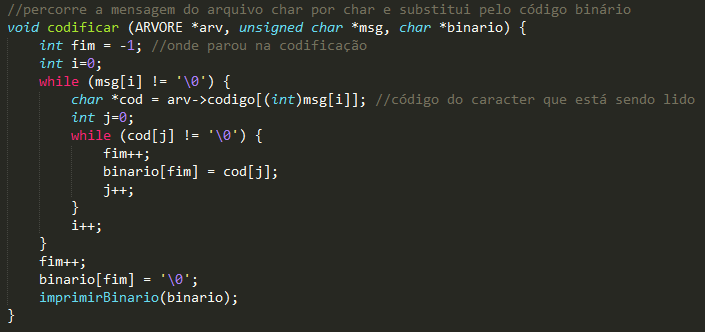 //percorre a mensagem do arquivo char por char e substitui pelo código binário
void codificar (ARVORE *arv, unsigned char *msg, char *binario) {
    int fim = -1; //onde parou na codificação
    int i=0;
    while (msg[i] != '\0') {
        char *cod = arv->codigo[(int)msg[i]]; //código do caracter que está sendo lido
        int j=0;
        while (cod[j] != '\0') {
            fim++;
            binario[fim] = cod[j];
            j++;
        }
        i++;
    }
    fim++;
    binario[fim] = '\0';
    imprimirBinario(binario);
}